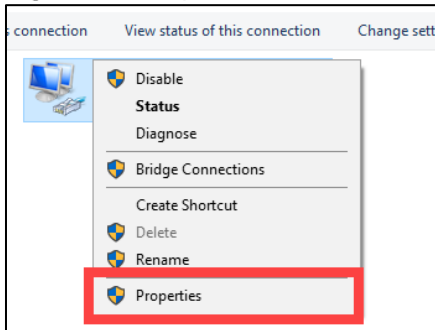 connection View status of this connection Change sett
Disable
Status
Diagnose
Bridge Connections
Create Shortcut
Delete
Rename
Properties